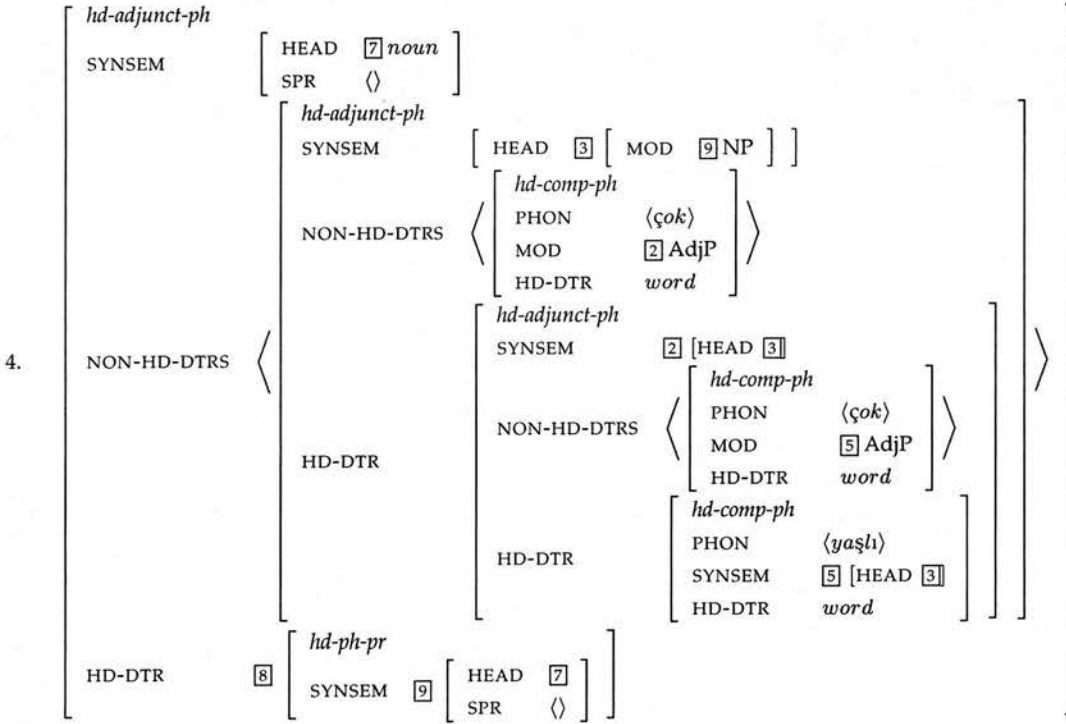 hd-adjunct-ph
SYNSEM HEAD 7 noun
SPR ⟨⟩
hd-adjunct-ph
SYNSEM [ HEAD 3 [ MOD 9 NP ] ]
hd-comp-ph
PHON ⟨çok⟩
NON-HD-DTRS
MOD 2 AdjP
HD-DTR word
hd-adjunct-ph
SYNSEM 2 [HEAD 3]
4. NON-HD-DTRS
hd-comp-ph
PHON ⟨çok⟩
NON-HD-DTRS
MOD 5 AdjP
HD-DTR
HD-DTR word
hd-comp-ph
PHON ⟨yaşlı⟩
HD-DTR
SYNSEM 5 [HEAD 3]
HD-DTR word
hd-ph-pr
HD-DTR 8
SYNSEM 9 HEAD 7
SPR ⟨⟩